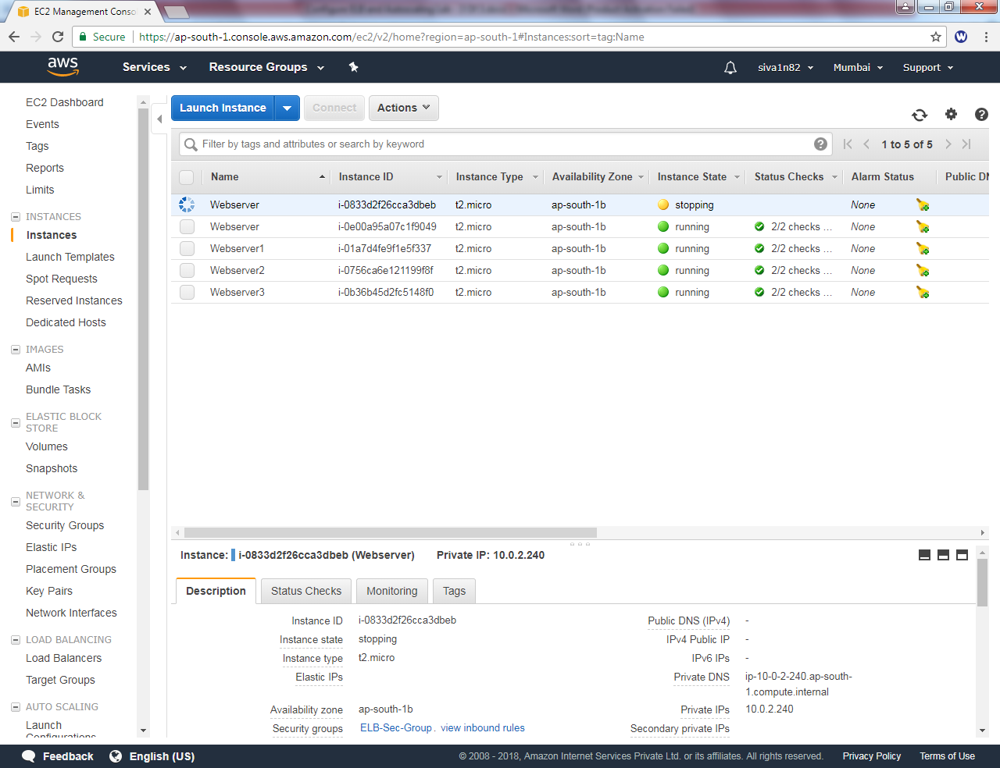 EC2 Management Conso
Secure
https://ap-south-1.console.aws.amazon.com/ec2/v2/home?region=ap-south-1#Instances:sort=tag:Name
W
aws
Services
Resource Groups
siva1n82
Mumbai
Support
EC2 Dashboard
Events
Tags
Reports
Limits
INSTANCES
Instances
Launch Templates
Spot Requests
Reserved Instances
Dedicated Hosts
IMAGES
AMIs
Bundle Tasks
ELASTIC BLOCK
STORE
Volumes
Snapshots
NETWORK &
SECURITY
Security Groups
Elastic IPs
Placement Groups
Key Pairs
Network Interfaces
LOAD BALANCING
Load Balancers
Target Groups
AUTO SCALING
Launch
Configurations
Launch Instance
Connect
Actions
Filter by tags and attributes or search by keyword
1 to 5 of 5
Name Instance ID Instance Type Availability Zone Instance State Status Checks Alarm Status Public DN
Webserver i-0833d2f26cca3dbeb t2.micro ap-south-1b stopping None
Webserver i-0e00a95a07c1f9049 t2.micro ap-south-1b running 2/2 checks ... None
Webserver1 i-01a7d4fe9f1e5f337 t2.micro ap-south-1b running 2/2 checks ... None
Webserver2 i-0756ca6e121199f8f t2.micro ap-south-1b running 2/2 checks ... None
Webserver3 i-0b36b45d2fc5148f0 t2.micro ap-south-1b running 2/2 checks ... None
Instance: i-0833d2f26cca3dbeb (Webserver) Private IP: 10.0.2.240
Description
Status Checks
Monitoring
Tags
Instance ID i-0833d2f26cca3dbeb
Instance state stopping
Instance type t2.micro
Elastic IPs
Availability zone ap-south-1b
Security groups ELB-Sec-Group. view inbound rules
Public DNS (IPv4) -
IPv4 Public IP -
IPv6 IPs -
Private DNS ip-10-0-2-240.ap-south-
1.compute.internal
Private IPs 10.0.2.240
Secondary private IPs
Feedback
English (US)
© 2008 - 2018, Amazon Internet Services Private Ltd. or its affiliates. All rights reserved.
Privacy Policy
Terms of Use